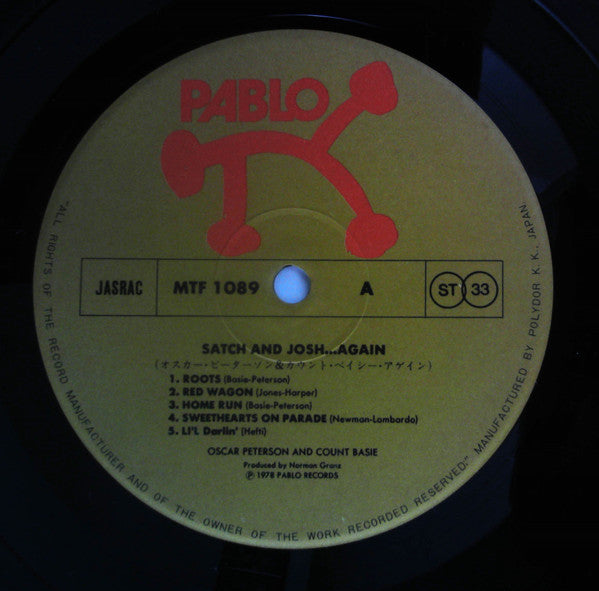 PABLO
JASRAC
MTF 1089
A
ST 33
SATCH AND JOSH...AGAIN
(オスカー・ピーターソン&カウント・ベイシー・アゲイン)
1. ROOTS (Basie-Peterson)
2. RED WAGON (Jones-Harper)
3. HOME RUN (Basie-Peterson)
4. SWEETHEARTS ON PARADE (Newman-Lombardo)
5. LI'L Darlin' (Hefti)
OSCAR PETERSON AND COUNT BASIE
Produced by Norman Granz
℗ 1978 PABLO RECORDS
"ALL RIGHTS OF THE RECORD MANUFACTURER AND OF THE OWNER OF THE WORK RECORDED RESERVED." MANUFACTURED BY POLYDOR K.K., JAPAN